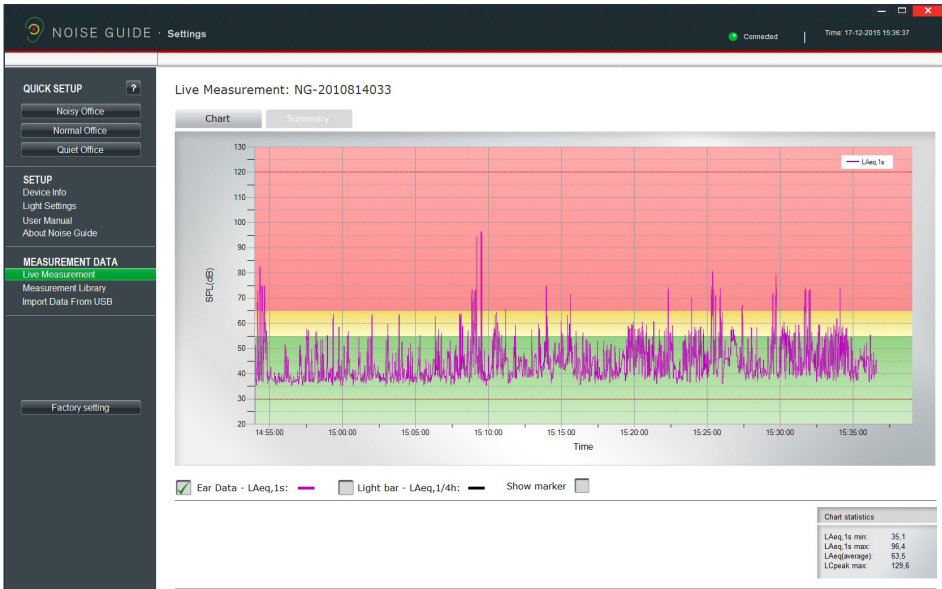 NOISE GUIDE · Settings
Connected | Time: 17-12-2015 15:36:37
QUICK SETUP ?
Noisy Office
Normal Office
Quiet Office
SETUP
Device Info
Light Settings
User Manual
About Noise Guide
MEASUREMENT DATA
Live Measurement
Measurement Library
Import Data From USB
Factory setting
Live Measurement: NG-2010814033
Chart Summary
LAeq,1s
SPL(dB)
130
120
110
100
90
80
70
60
50
40
30
20
14:55:00 15:00:00 15:05:00 15:10:00 15:15:00 15:20:00 15:25:00 15:30:00 15:35:00
Time
Ear Data - LAeq,1s: Light bar - LAeq,1/4h: Show marker
Chart statistics
LAeq,1s min: 35,1
LAeq,1s max: 96,4
LAeq(average): 63,5
LCpeak max: 129,6